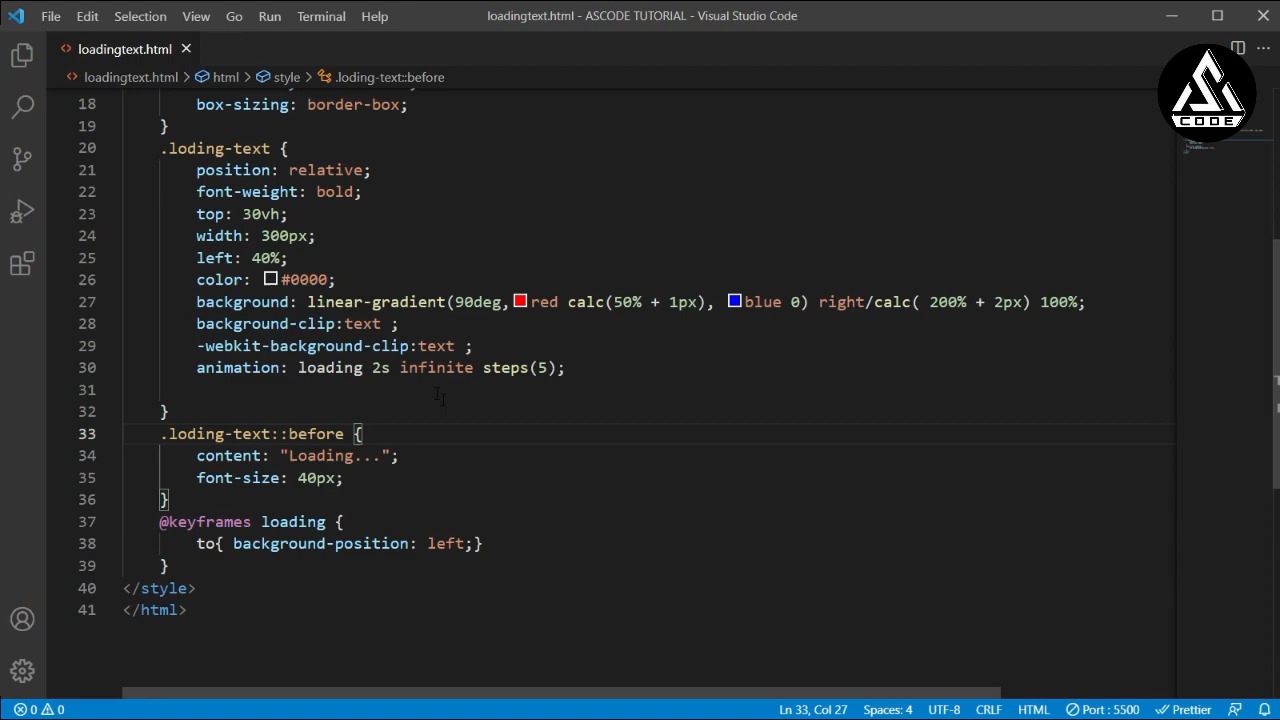 File Edit Selection View Go Run Terminal Help loadingtext.html - ASCODE TUTORIAL - Visual Studio Code
loadingtext.html
loadingtext.html > html > style > .loding-text::before
CODE
18 box-sizing: border-box;
19 }
20 .loding-text {
21 position: relative;
22 font-weight: bold;
23 top: 30vh;
24 width: 300px;
25 left: 40%;
26 color: #0000;
27 background: linear-gradient(90deg,red calc(50% + 1px), blue 0) right/calc( 200% + 2px) 100%;
28 background-clip:text ;
29 -webkit-background-clip:text ;
30 animation: loading 2s infinite steps(5);
31
32 }
33 .loding-text::before {
34 content: "Loading...";
35 font-size: 40px;
36 }
37 @keyframes loading {
38 to{ background-position: left;}
39 }
40 </style>
41 </html>
0 0 Ln 33, Col 27 Spaces: 4 UTF-8 CRLF HTML Port : 5500 Prettier